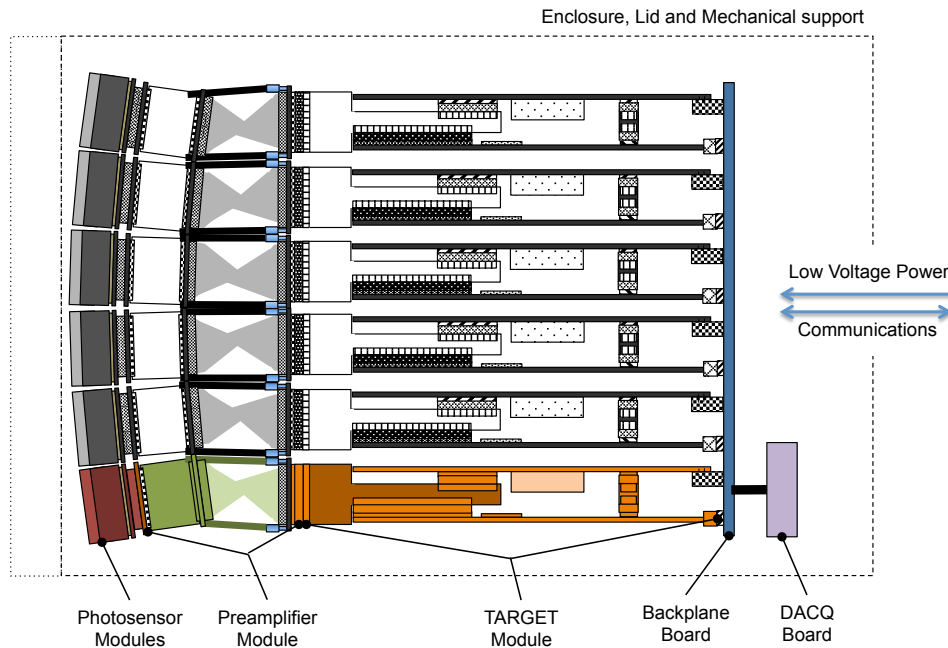 Enclosure, Lid and Mechanical support
Low Voltage Power
Communications
Photosensor
Modules
Preamplifier
Module
TARGET
Module
Backplane
Board
DACQ
Board